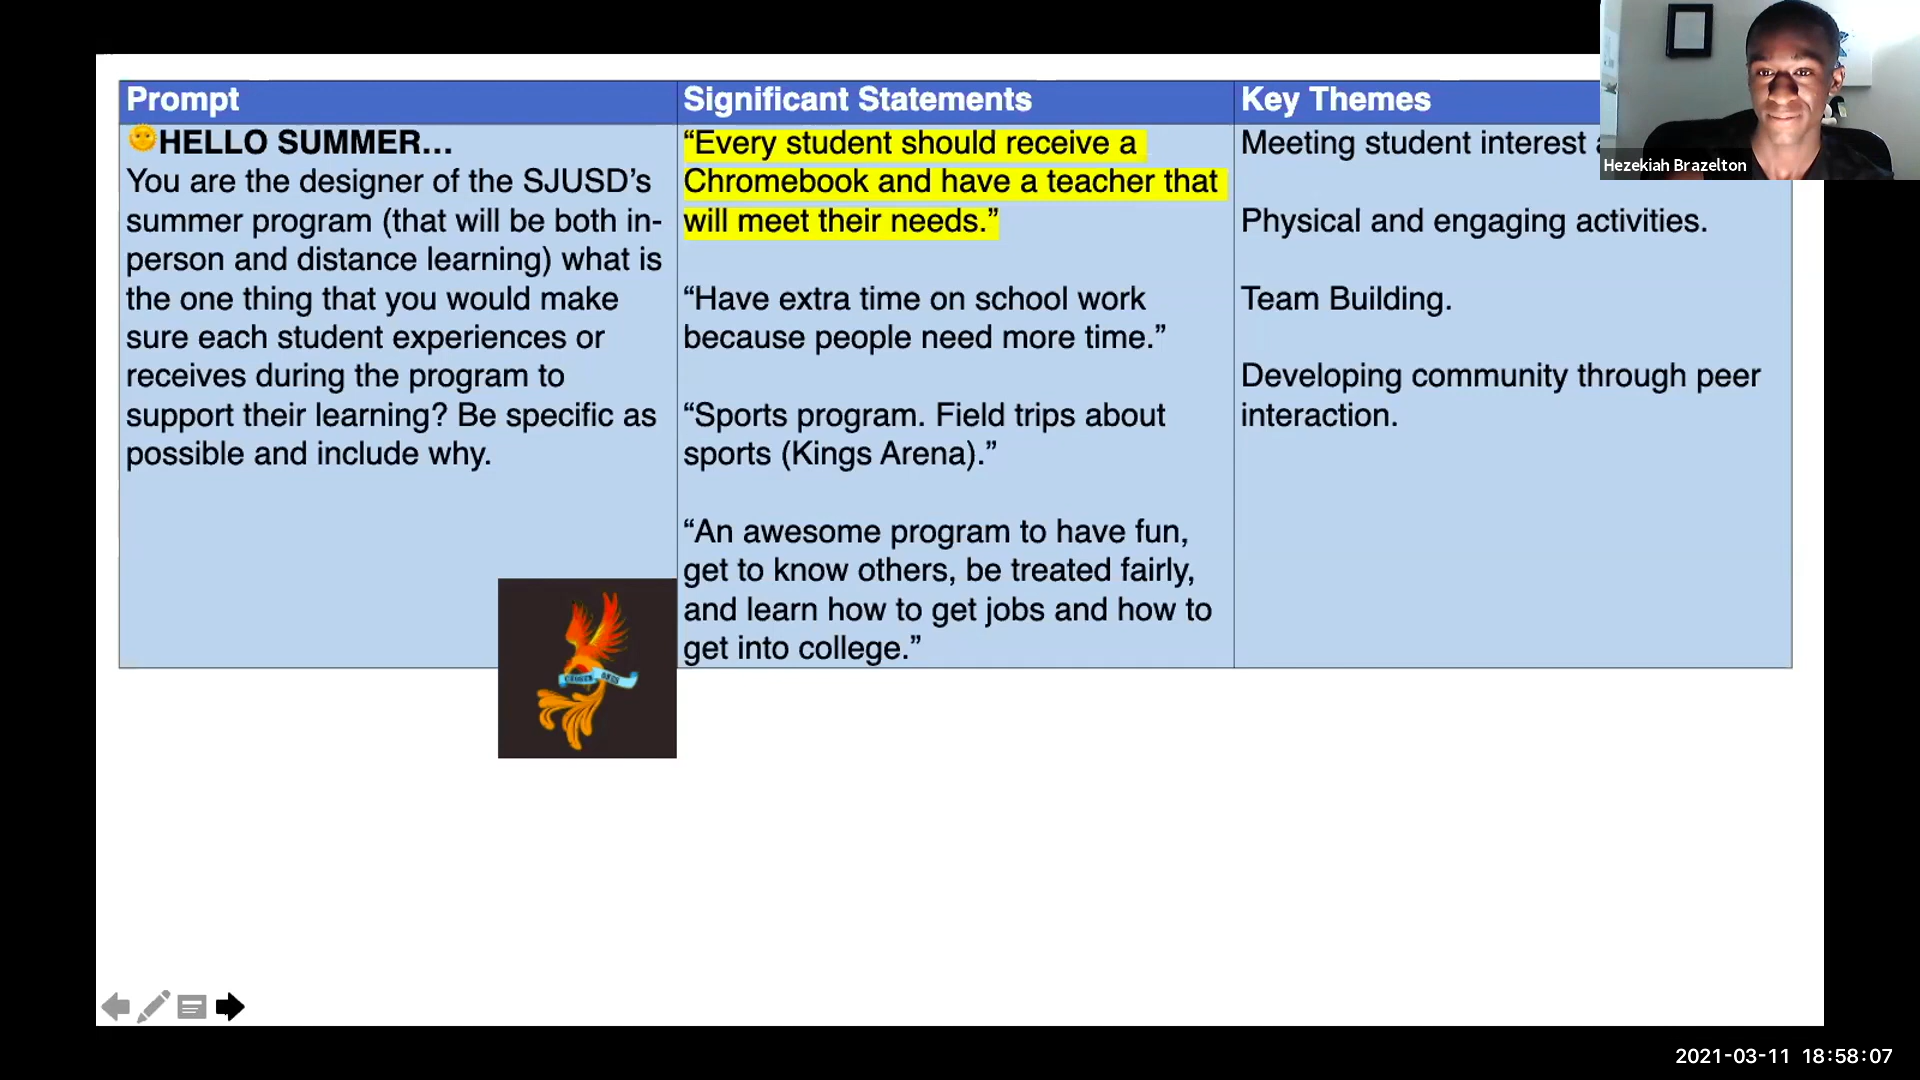 Prompt
Significant Statements
Key Themes
HELLO SUMMER...
You are the designer of the SJUSD’s
summer program (that will be both in-
person and distance learning) what is
the one thing that you would make
sure each student experiences or
receives during the program to
support their learning? Be specific as
possible and include why.
“Every student should receive a
Chromebook and have a teacher that
will meet their needs.”
“Have extra time on school work
because people need more time.”
“Sports program. Field trips about
sports (Kings Arena).”
“An awesome program to have fun,
get to know others, be treated fairly,
and learn how to get jobs and how to
get into college.”
Meeting student interest
Physical and engaging activities.
Team Building.
Developing community through peer
interaction.
Hezekiah Brazelton
2021-03-11 18:58:07